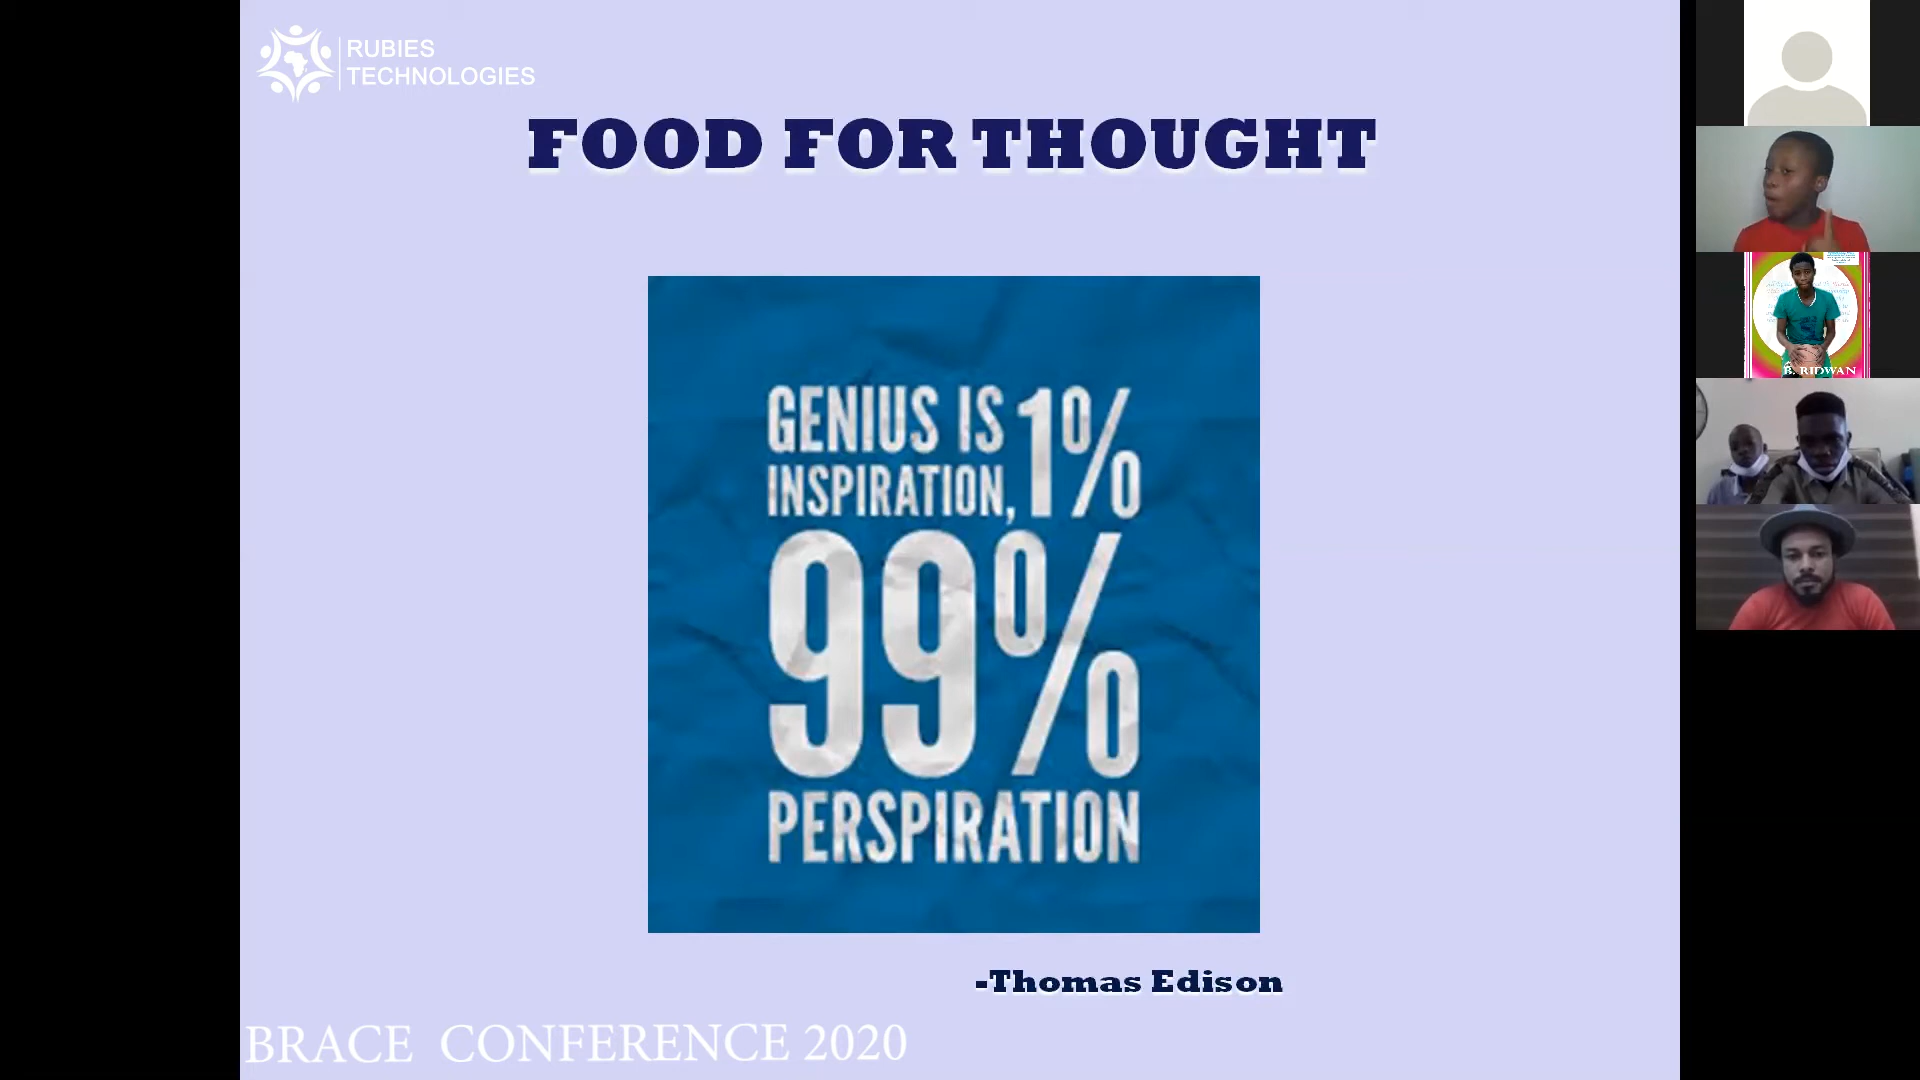 RUBIES
TECHNOLOGIES
FOOD FOR THOUGHT
GENIUS IS 1%
INSPIRATION,
99%
PERSPIRATION
-Thomas Edison
BRACE CONFERENCE 2020
B. RIDWAN